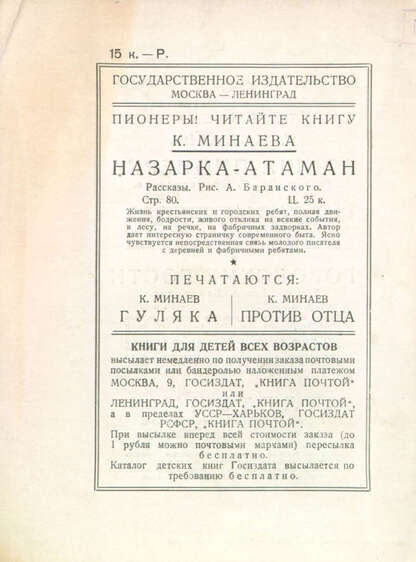 15 к. — Р.
ГОСУДАРСТВЕННОЕ ИЗДАТЕЛЬСТВО
МОСКВА — ЛЕНИНГРАД
ПИОНЕРЫ! ЧИТАЙТЕ КНИГУ
К. МИНАЕВА
НАЗАРКА-АТАМАН
Рассказы. Рис. А. Баранского.
Стр. 80. Ц. 25 к.
Жизнь крестьянских и городских ребят, полная дви-
жения, бодрости, живого отклика на всякие события,
в лесу, на речке, на фабричных задворках. Автор
дает интересную страничку современного быта. Ясно
чувствуется непосредственная связь молодого писателя
с деревней и фабричными ребятами.
★
ПЕЧАТАЮТСЯ:
К. МИНАЕВ
ГУЛЯКА
К. МИНАЕВ
ПРОТИВ ОТЦА
КНИГИ ДЛЯ ДЕТЕЙ ВСЕХ ВОЗРАСТОВ
высылает немедленно по получении заказа почтовыми
посылками или бандеролью наложенным платежом
МОСКВА, 9, ГОСИЗДАТ, „КНИГА ПОЧТОЙ“
или
ЛЕНИНГРАД, ГОСИЗДАТ, „КНИГА ПОЧТОЙ“,
а в пределах УССР—ХАРЬКОВ, ГОСИЗДАТ
РСФСР, „КНИГА ПОЧТОЙ“.
При высылке вперед всей стоимости заказа (до
1 рубля можно почтовыми марками) пересылка
бесплатно.
Каталог детских книг Госиздата высылается по
требованию бесплатно.